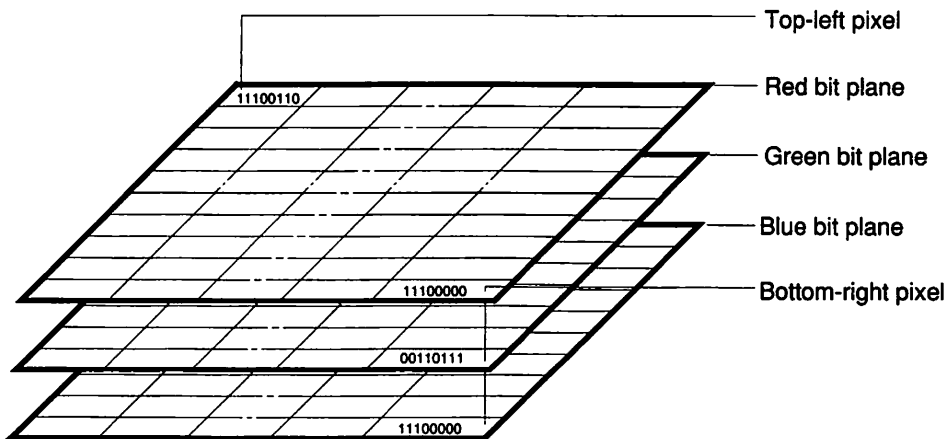 Top-left pixel
11100110
Red bit plane
Green bit plane
Blue bit plane
11100000
Bottom-right pixel
00110111
11100000